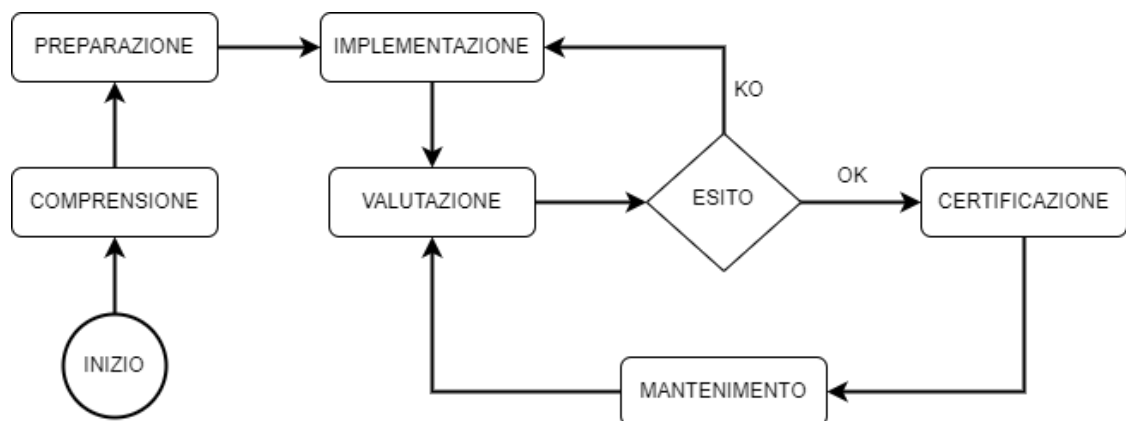 PREPARAZIONE
IMPLEMENTAZIONE
KO
COMPRENSIONE
VALUTAZIONE
ESITO
OK
CERTIFICAZIONE
INIZIO
MANTENIMENTO